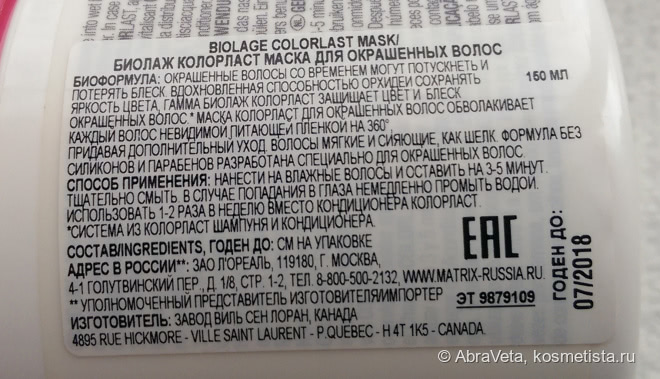 BIOLAGE COLORLAST MASK/
БИОЛАЖ КОЛОРЛАСТ МАСКА ДЛЯ ОКРАШЕННЫХ ВОЛОС
БИОФОРМУЛА: ОКРАШЕННЫЕ ВОЛОСЫ СО ВРЕМЕНЕМ МОГУТ ПОТУСКНЕТЬ И
ПОТЕРЯТЬ БЛЕСК. ВДОХНОВЛЕННАЯ СПОСОБНОСТЬЮ ОРХИДЕИ СОХРАНЯТЬ
150 МЛ
ЯРКОСТЬ ЦВЕТА, ГАММА БИОЛАЖ КОЛОРЛАСТ ЗАЩИЩАЕТ ЦВЕТ И БЛЕСК
ОКРАШЕННЫХ ВОЛОС.* МАСКА КОЛОРЛАСТ ДЛЯ ОКРАШЕННЫХ ВОЛОС ОБВОЛАКИВАЕТ
КАЖДЫЙ ВОЛОС НЕВИДИМОЙ ПИТАЮЩЕЙ ПЛЕНКОЙ НА 360°,
ПРИДАВАЯ ДОПОЛНИТЕЛЬНЫЙ УХОД. ВОЛОСЫ МЯГКИЕ И СИЯЮЩИЕ, КАК ШЕЛК. ФОРМУЛА БЕЗ
СИЛИКОНОВ И ПАРАБЕНОВ РАЗРАБОТАНА СПЕЦИАЛЬНО ДЛЯ ОКРАШЕННЫХ ВОЛОС.
СПОСОБ ПРИМЕНЕНИЯ: НАНЕСТИ НА ВЛАЖНЫЕ ВОЛОСЫ И ОСТАВИТЬ НА 3-5 МИНУТ.
ТЩАТЕЛЬНО СМЫТЬ. В СЛУЧАЕ ПОПАДАНИЯ В ГЛАЗА НЕМЕДЛЕННО ПРОМЫТЬ ВОДОЙ.
ИСПОЛЬЗОВАТЬ 1-2 РАЗА В НЕДЕЛЮ ВМЕСТО КОНДИЦИОНЕРА КОЛОРЛАСТ.
*СИСТЕМА ИЗ КОЛОРЛАСТ ШАМПУНЯ И КОНДИЦИОНЕРА.
СОСТАВ/INGREDIENTS, ГОДЕН ДО: СМ НА УПАКОВКЕ
АДРЕС В РОССИИ**: ЗАО Л'ОРЕАЛЬ, 119180, Г. МОСКВА,
4-1 ГОЛУТВИНСКИЙ ПЕР., Д. 1/8, СТР. 1-2, ТЕЛ. 8-800-500-2132, WWW.MATRIX-RUSSIA.RU
** УПОЛНОМОЧЕННЫЙ ПРЕДСТАВИТЕЛЬ ИЗГОТОВИТЕЛЯ/ИМПОРТЕР
ЭТ 9879109
ИЗГОТОВИТЕЛЬ: ЗАВОД ВИЛЬ СЕН ЛОРАН, КАНАДА
4895 RUE HICKMORE - VILLE SAINT LAURENT - P.QUEBEC - H 4T 1K5 - CANADA.
EAC
ГОДЕН ДО:
07/2018
© AbraVeta, kosmetista.ru